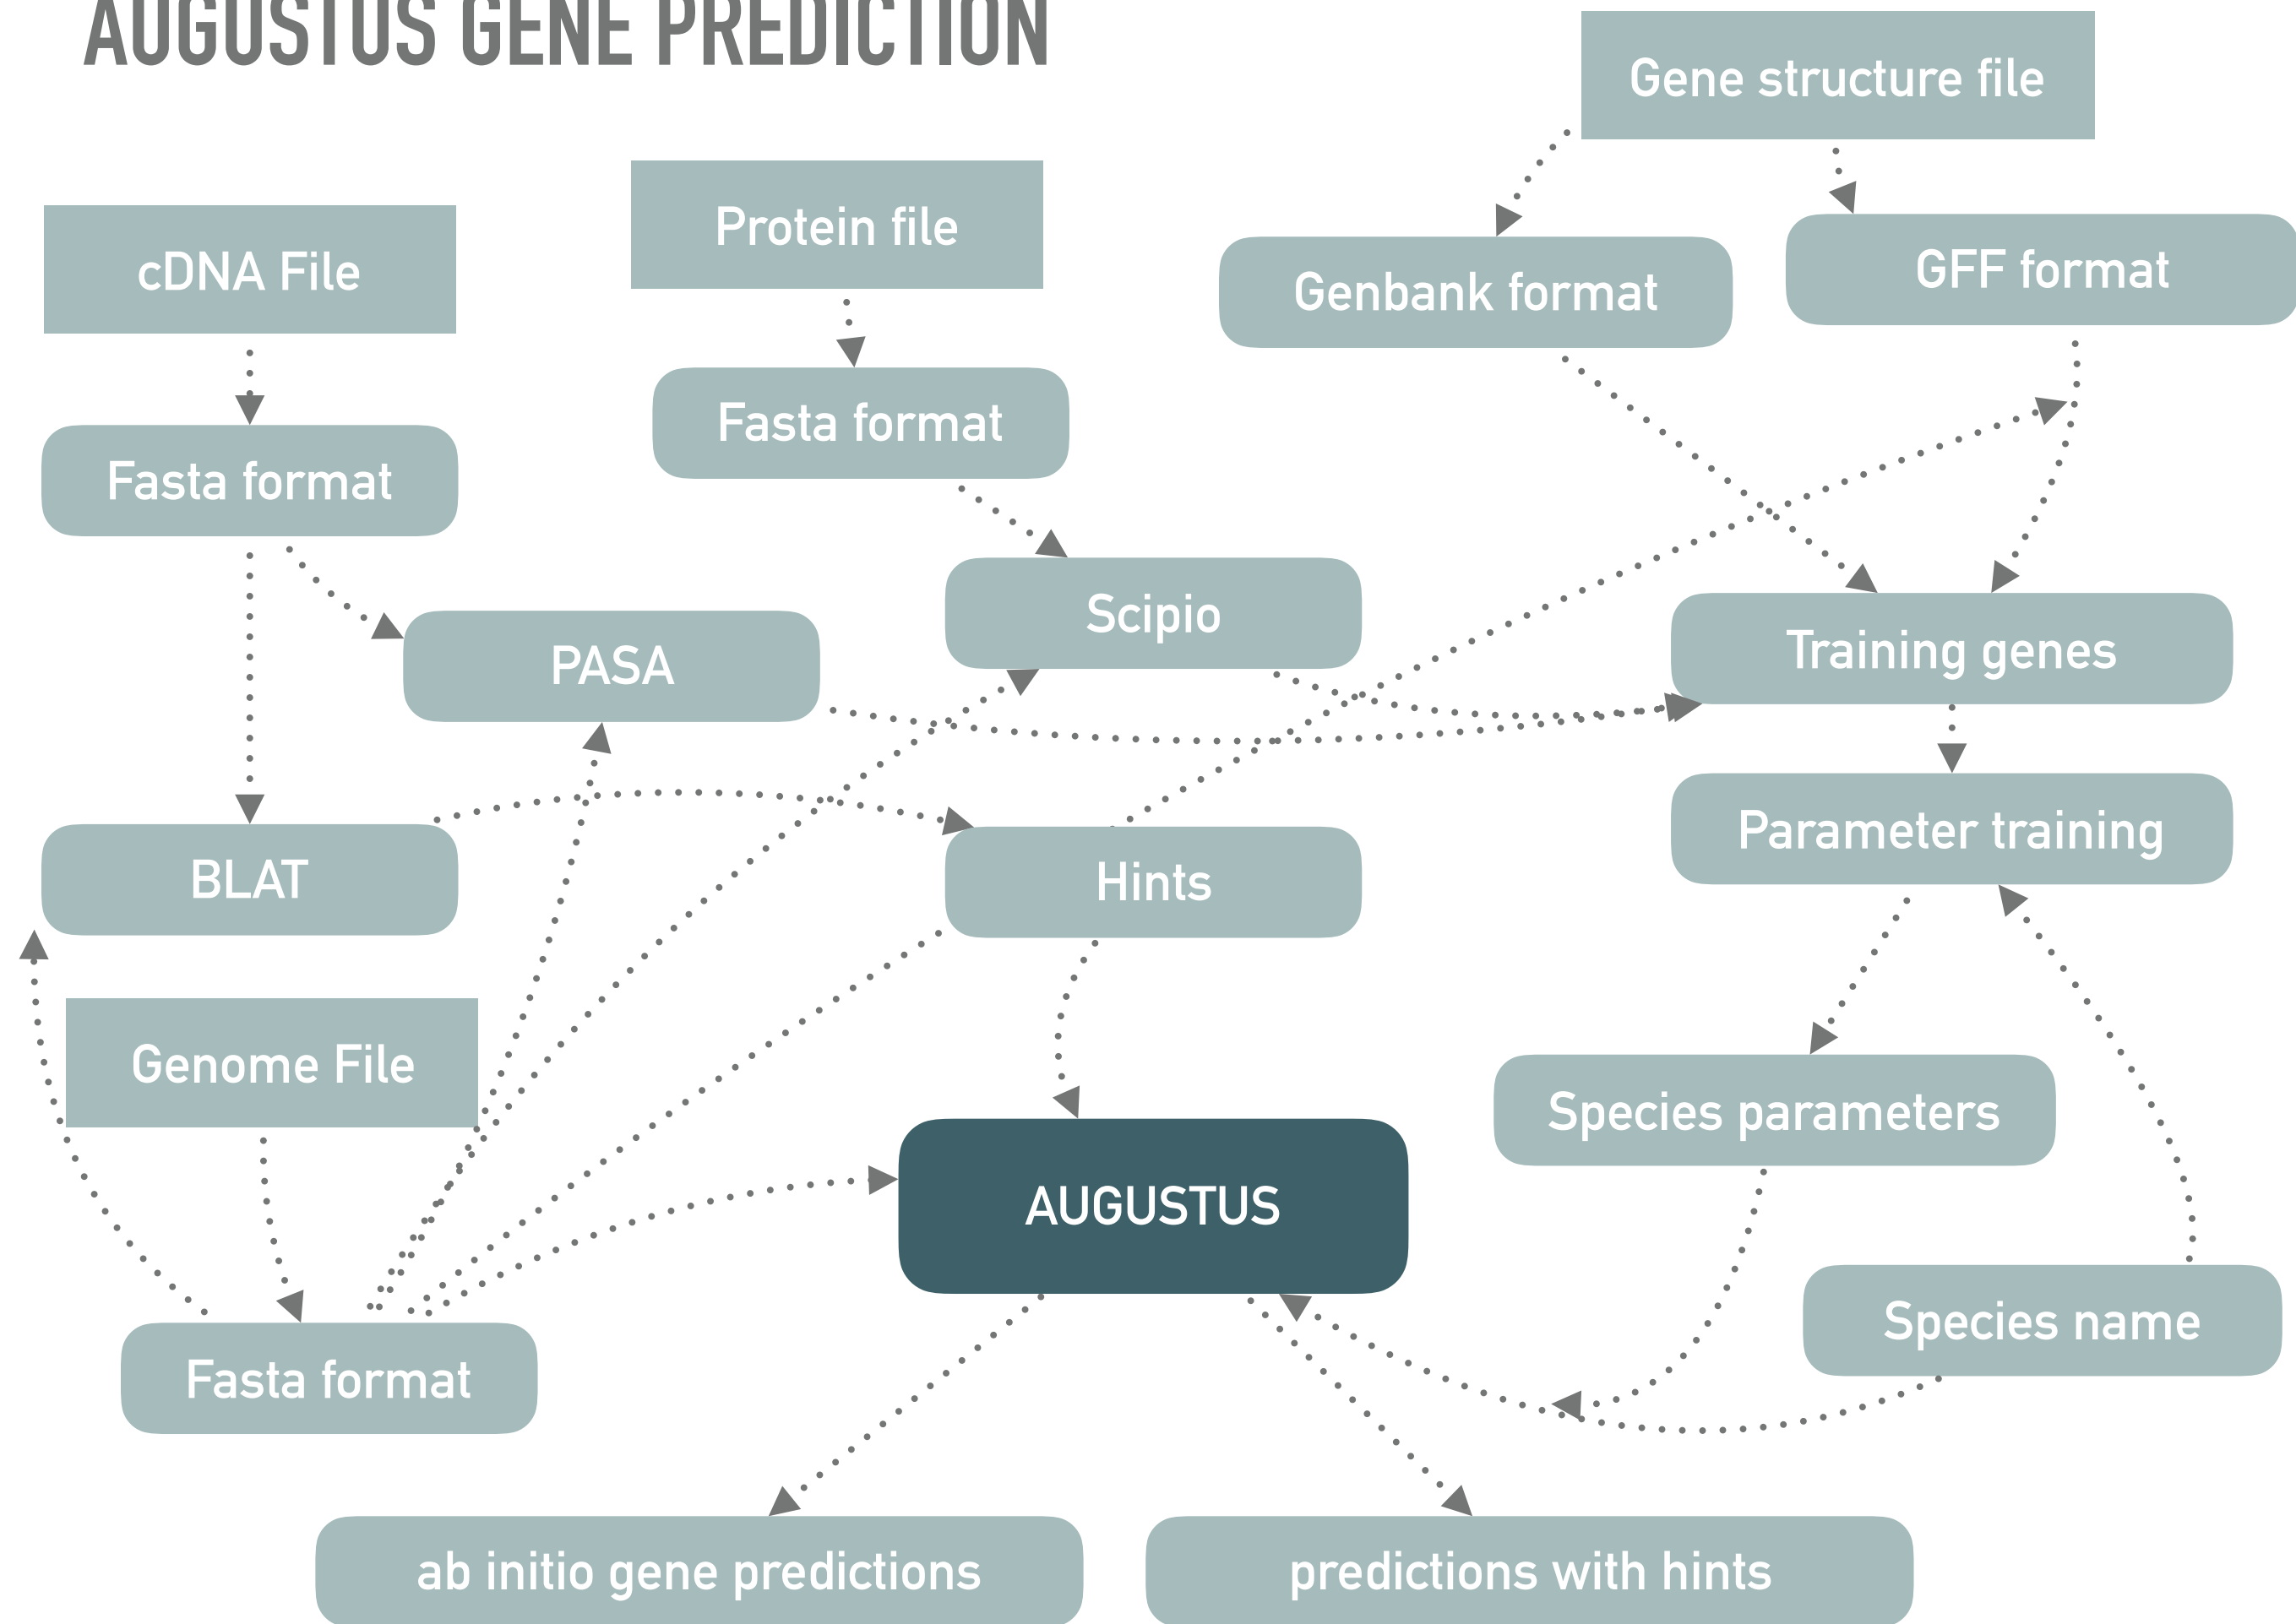 AUGUSTUS GENE PREDICTION
Gene structure file
Protein file
cDNA File
Genbank format
GFF format
Fasta format
Fasta format
Scipio
PASA
Training genes
BLAT
Hints
Parameter training
Genome File
Species parameters
AUGUSTUS
Species name
Fasta format
ab initio gene predictions
predictions with hints